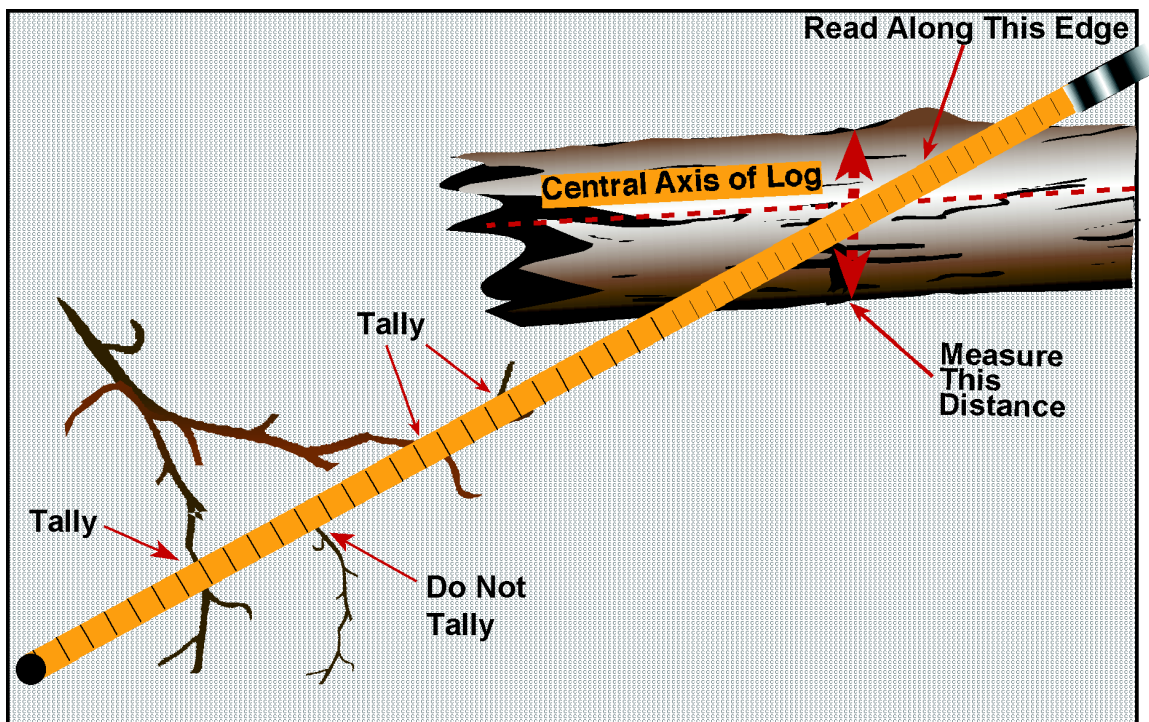 Read Along This Edge
Central Axis of Log
Tally
Measure
This
Distance
Tally
Do Not
Tally